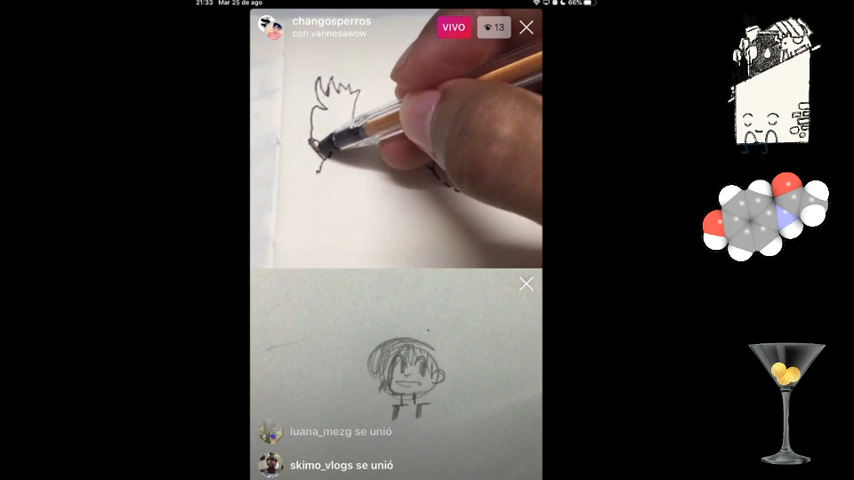 21:33 Mar 25 de ago
66%
changosperros
con vannesawow
VIVO
13
luana_mezg se unió
skimo_vlogs se unió